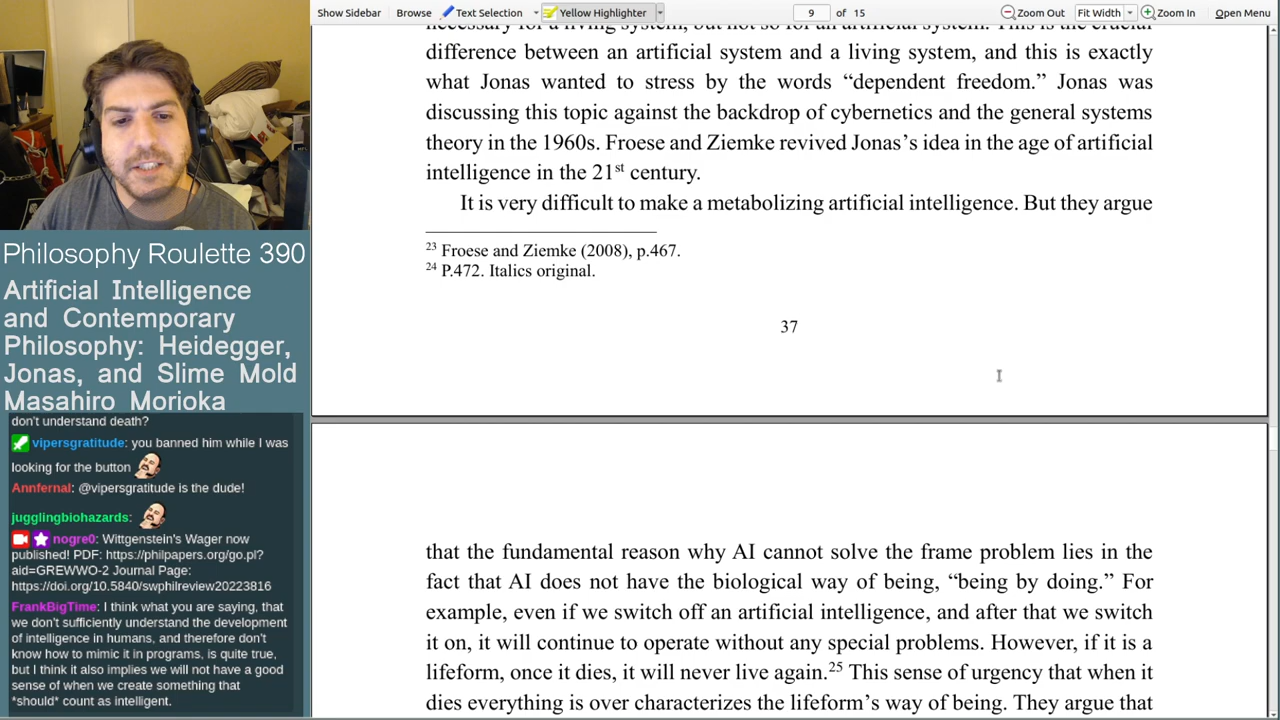 Show Sidebar Browse Text Selection Yellow Highlighter 9 of 15 Zoom Out Fit Width Zoom In Open Menu
necessary for a living system, but not so for an artificial system. This is the crucial
difference between an artificial system and a living system, and this is exactly
what Jonas wanted to stress by the words “dependent freedom.” Jonas was
discussing this topic against the backdrop of cybernetics and the general systems
theory in the 1960s. Froese and Ziemke revived Jonas’s idea in the age of artificial
intelligence in the 21st century.
It is very difficult to make a metabolizing artificial intelligence. But they argue
23 Froese and Ziemke (2008), p.467.
24 P.472. Italics original.
37
that the fundamental reason why AI cannot solve the frame problem lies in the
fact that AI does not have the biological way of being, “being by doing.” For
example, even if we switch off an artificial intelligence, and after that we switch
it on, it will continue to operate without any special problems. However, if it is a
lifeform, once it dies, it will never live again.25 This sense of urgency that when it
dies everything is over characterizes the lifeform’s way of being. They argue that
Philosophy Roulette 390
Artificial Intelligence
and Contemporary
Philosophy: Heidegger,
Jonas, and Slime Mold
Masahiro Morioka
don't understand death?
vipersgratitude: you banned him while I was
looking for the button
Annfernal: @vipersgratitude is the dude!
jugglingbiohazards:
nogre0: Wittgenstein's Wager now
published! PDF: https://philpapers.org/go.pl?
aid=GREWWO-2 Journal Page:
https://doi.org/10.5840/swphilreview20223816
FrankBigTime: I think what you are saying, that
we don't sufficiently understand the development
of intelligence in humans, and therefore don't
know how to mimic it in programs, is quite true,
but I think it also implies we will not have a good
sense of when we create something that
*should* count as intelligent.